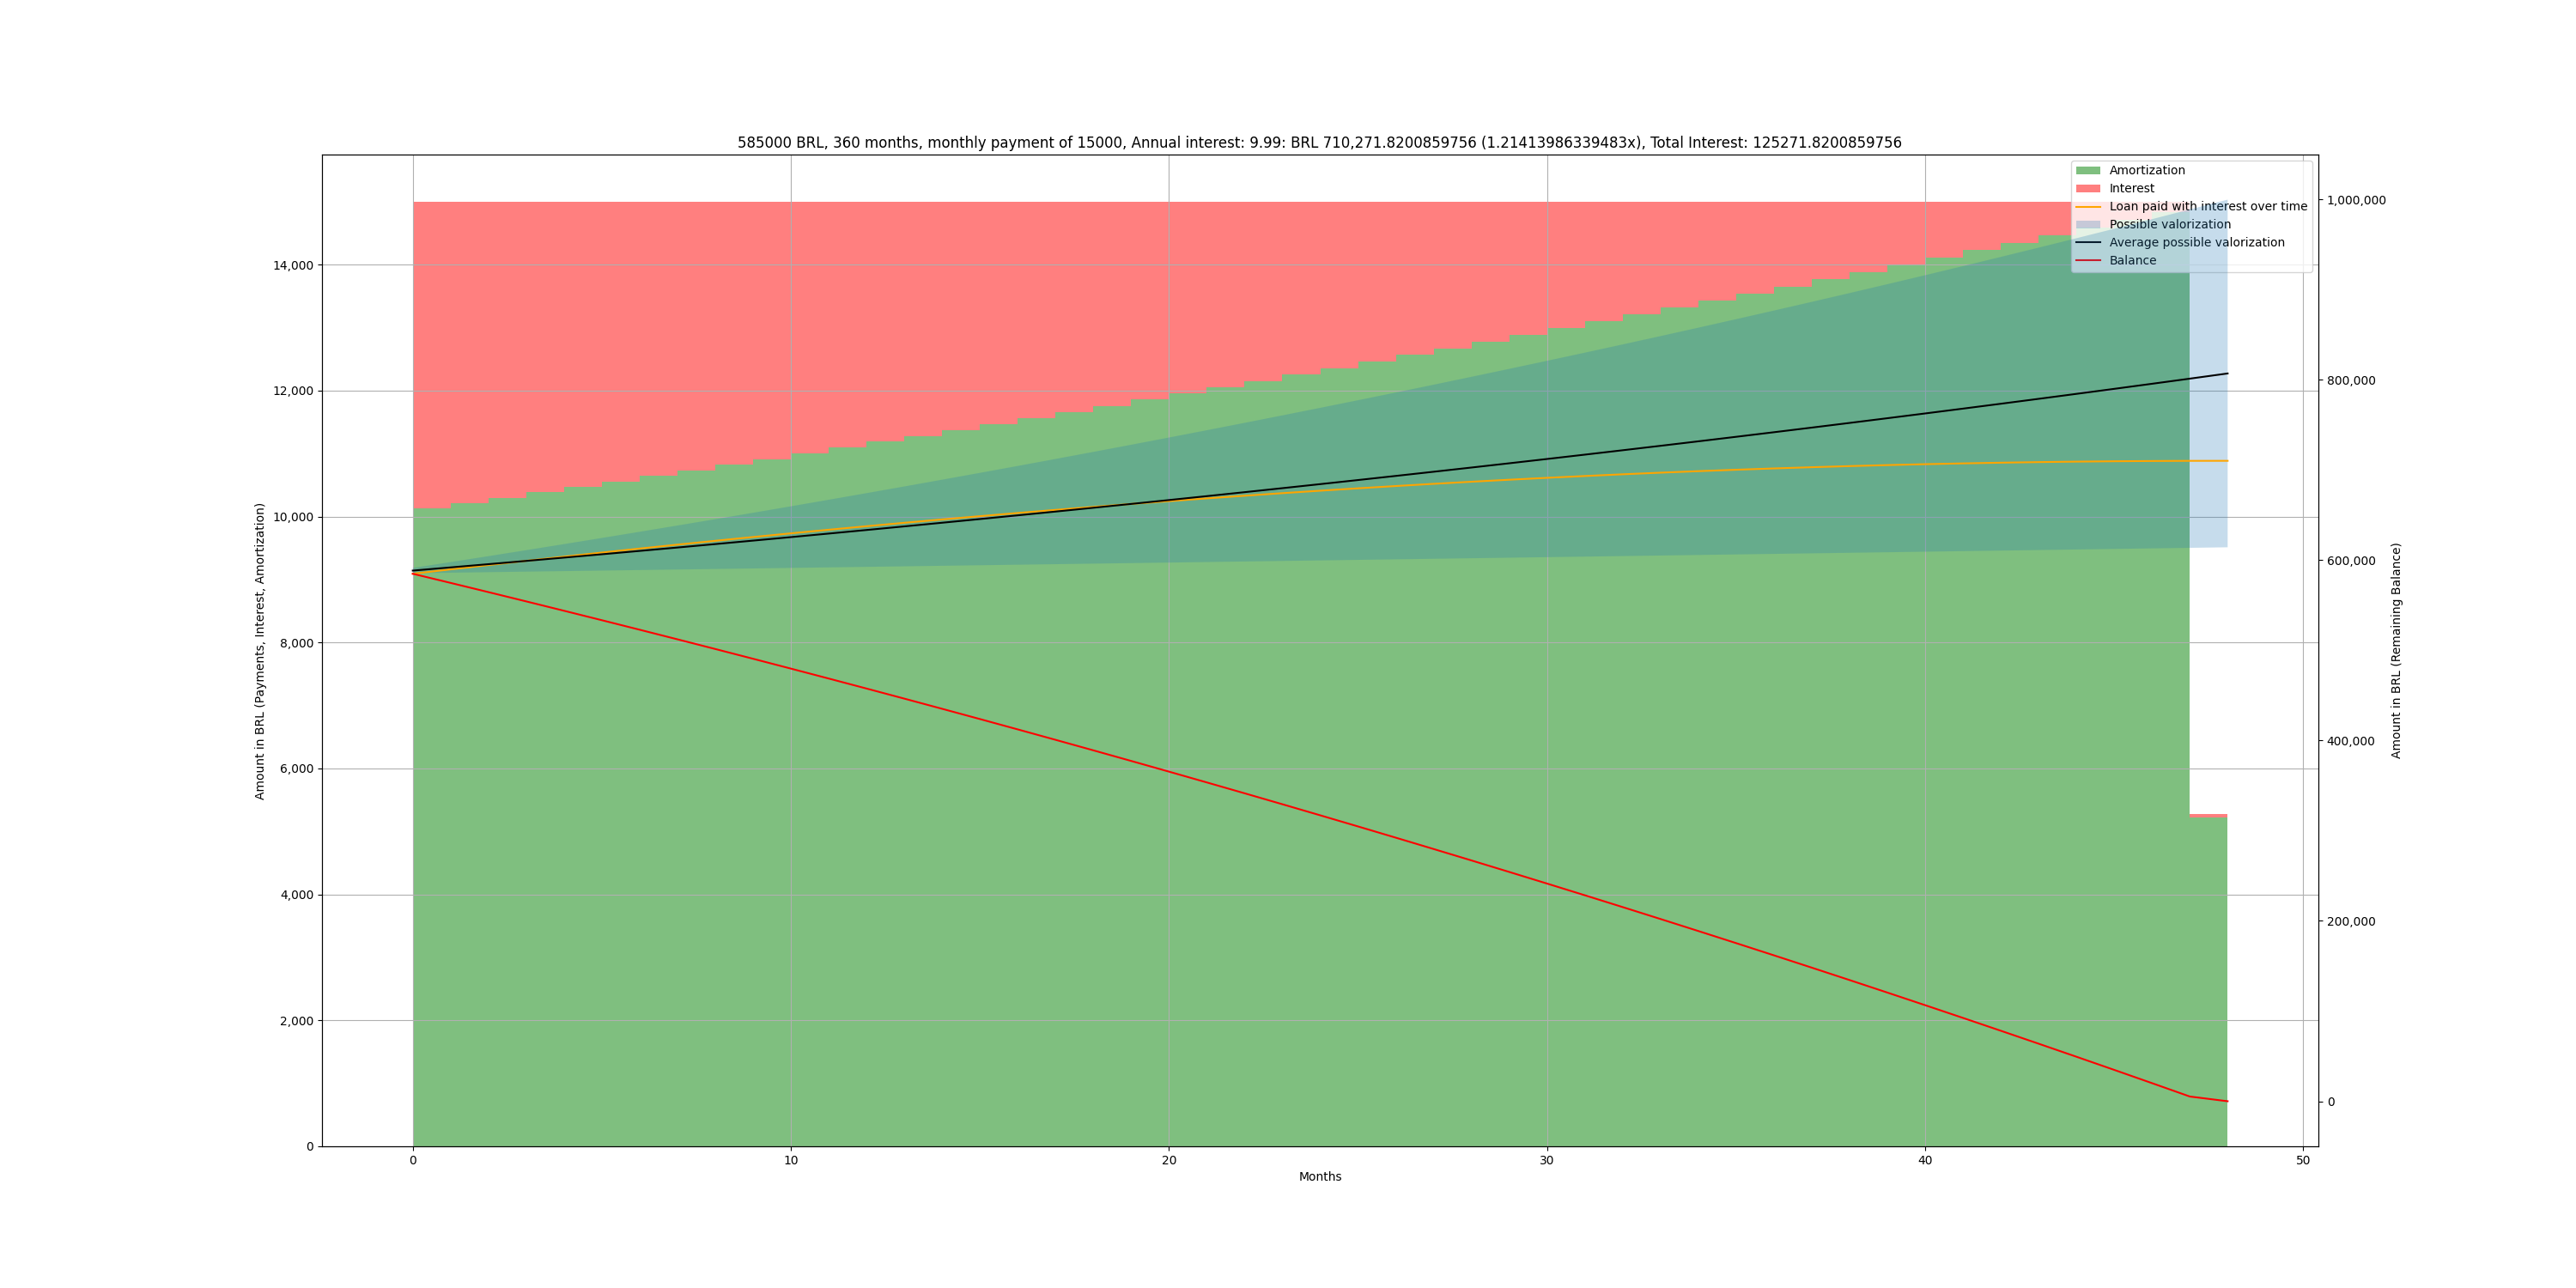 585000 BRL, 360 months, monthly payment of 15000, Annual interest: 9.99: BRL 710,271.8200859756 (1.21413986339483x), Total Interest: 125271.8200859756
Amortization
Interest
Loan paid with interest over time
Possible valorization
Average possible valorization
Balance
Amount in BRL (Payments, Interest, Amortization)
14,000
12,000
10,000
8,000
6,000
4,000
2,000
0
1,000,000
800,000
600,000
400,000
200,000
0
Amount in BRL (Remaining Balance)
0 10 20 30 40 50
Months